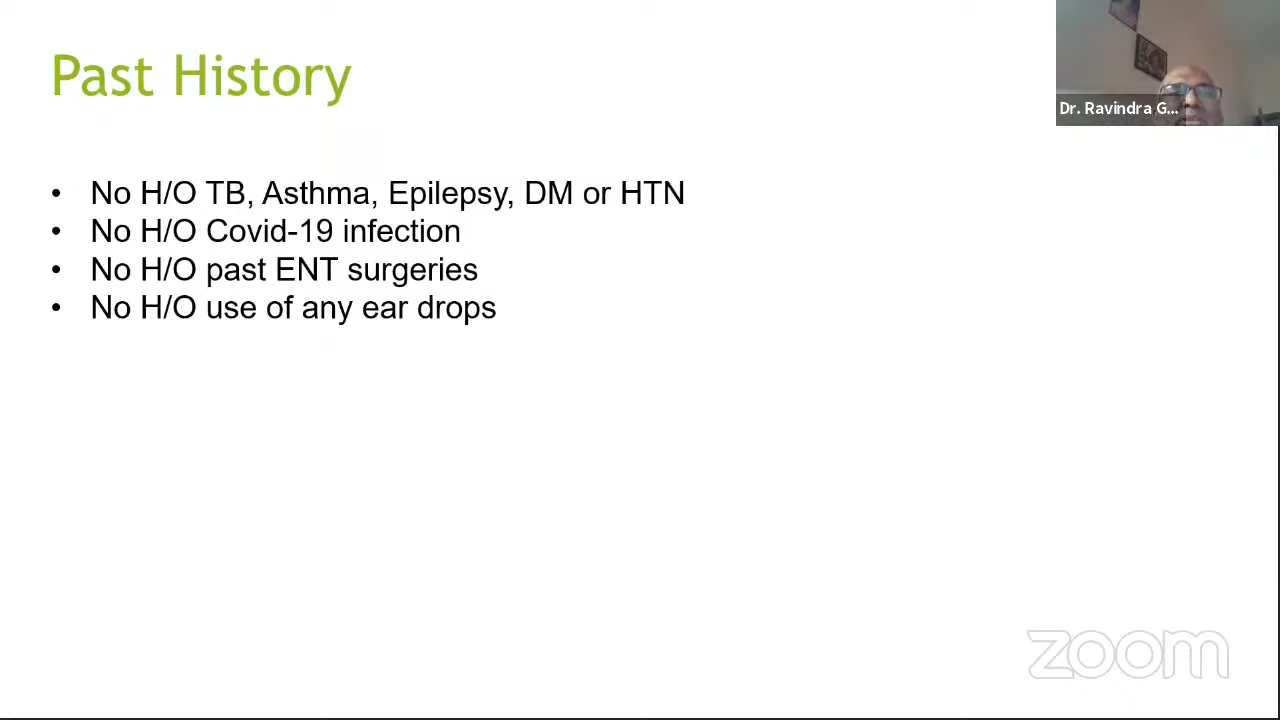 Past History
Dr. Ravindra G...
• No H/O TB, Asthma, Epilepsy, DM or HTN
• No H/O Covid-19 infection
• No H/O past ENT surgeries
• No H/O use of any ear drops
zoom